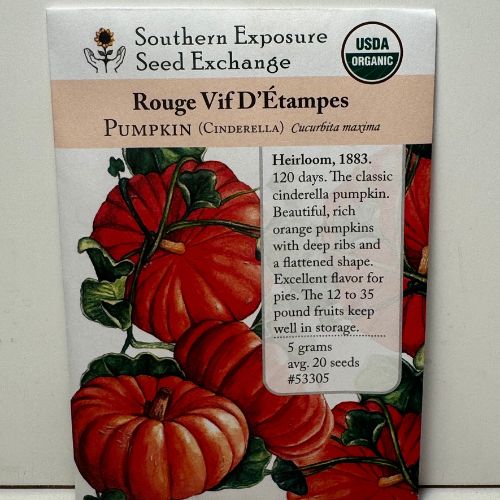 Southern Exposure
Seed Exchange
USDA
ORGANIC
Rouge Vif D'Étampes
PUMPKIN (CINDERELLA) Cucurbita maxima
Heirloom, 1883.
120 days. The classic
cinderella pumpkin.
Beautiful, rich
orange pumpkins
with deep ribs and
a flattened shape.
Excellent flavor for
pies. The 12 to 35
pound fruits keep
well in storage.
5 grams
avg. 20 seeds
#53305